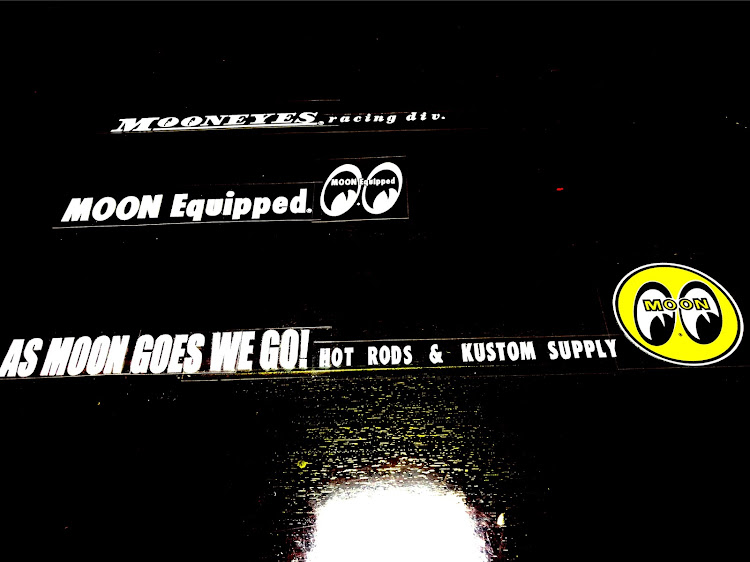 MOONEYES® racing div.
MOON Equipped® MOON Equipped
AS MOON GOES WE GO! HOT RODS & KUSTOM SUPPLY MOON